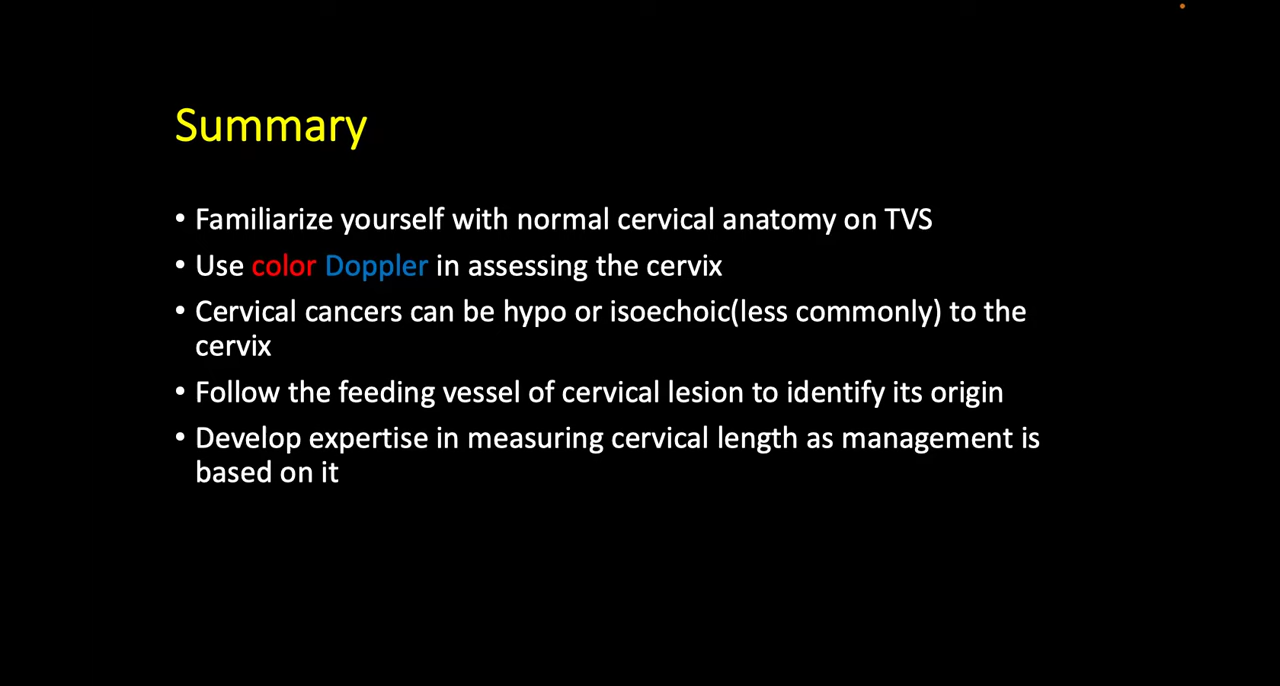 Summary
• Familiarize yourself with normal cervical anatomy on TVS
• Use color Doppler in assessing the cervix
• Cervical cancers can be hypo or isoechoic(less commonly) to the
cervix
• Follow the feeding vessel of cervical lesion to identify its origin
• Develop expertise in measuring cervical length as management is
based on it